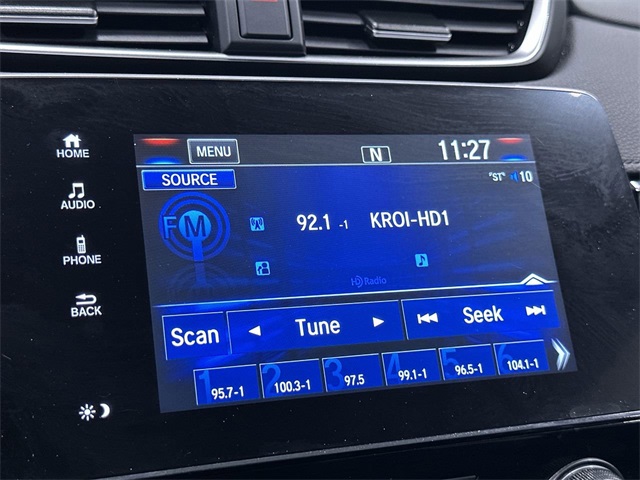 MENU N 11:27
HOME
SOURCE "ST" 10
AUDIO
FM 92.1 -1 KROI-HD1
PHONE
HD Radio
BACK
Scan Tune Seek
1 2 3 4 5 6
95.7-1 100.3-1 97.5 99.1-1 96.5-1 104.1-1